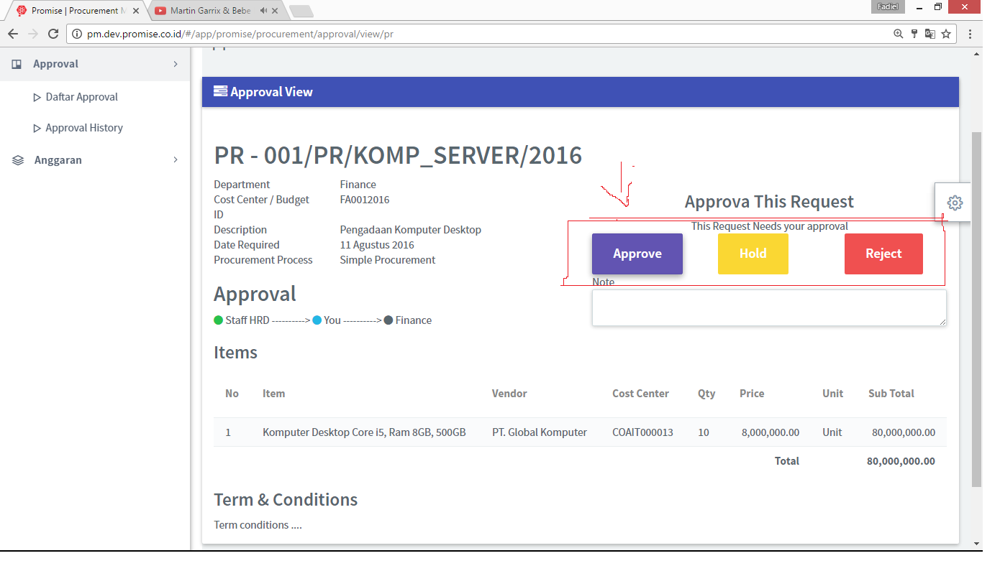 Promise | Procurement M
Martin Garrix & Bebe
Fadiel
pm.dev.promise.co.id/#/app/promise/procurement/approval/view/pr
Approval
Daftar Approval
Approval History
Anggaran
Approval View
PR - 001/PR/KOMP_SERVER/2016
Department Finance
Cost Center / Budget ID FA0012016
Description Pengadaan Komputer Desktop
Date Required 11 Agustus 2016
Procurement Process Simple Procurement
Approva This Request
This Request Needs your approval
Approve Hold Reject
Note
Approval
Staff HRD ----------> You ----------> Finance
Items
No Item Vendor Cost Center Qty Price Unit Sub Total
1 Komputer Desktop Core i5, Ram 8GB, 500GB PT. Global Komputer COAIT000013 10 8,000,000.00 Unit 80,000,000.00
Total 80,000,000.00
Term & Conditions
Term conditions ....